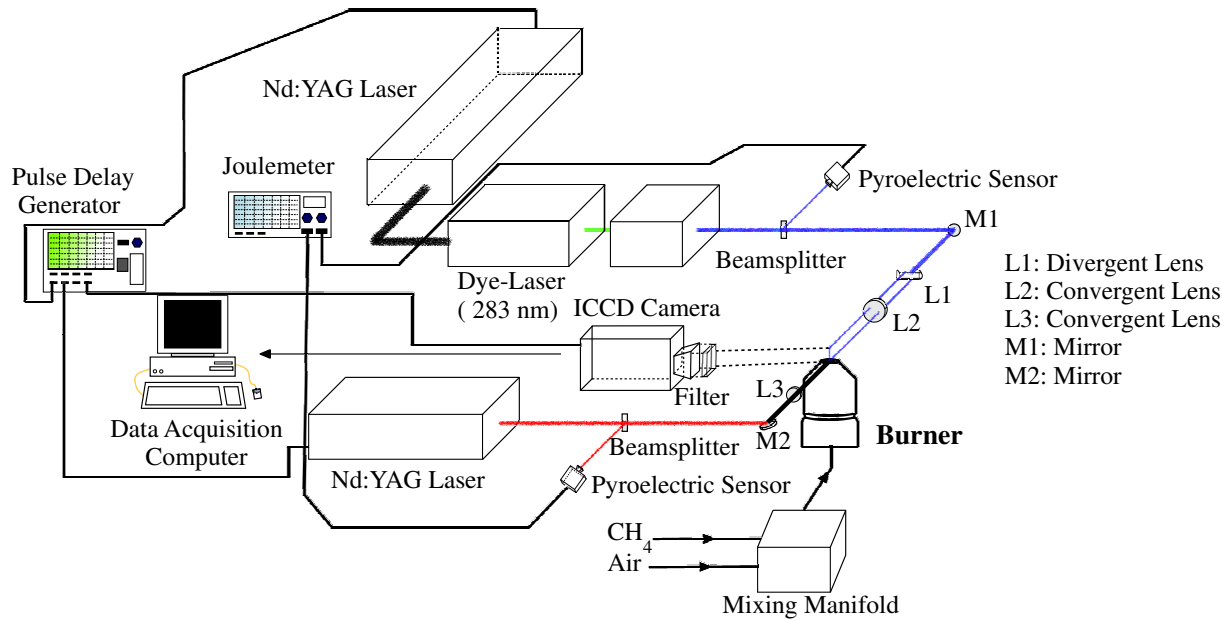 Nd:YAG Laser
Joulemeter
Pulse Delay
Generator
Pyroelectric Sensor
M1
Beamsplitter
Dye-Laser
( 283 nm)
L1
L1: Divergent Lens
L2: Convergent Lens
L3: Convergent Lens
M1: Mirror
M2: Mirror
ICCD Camera
L2
L3
Filter
Data Acquisition
Computer
Beamsplitter
M2
Burner
Nd:YAG Laser
Pyroelectric Sensor
CH4
Air
Mixing Manifold